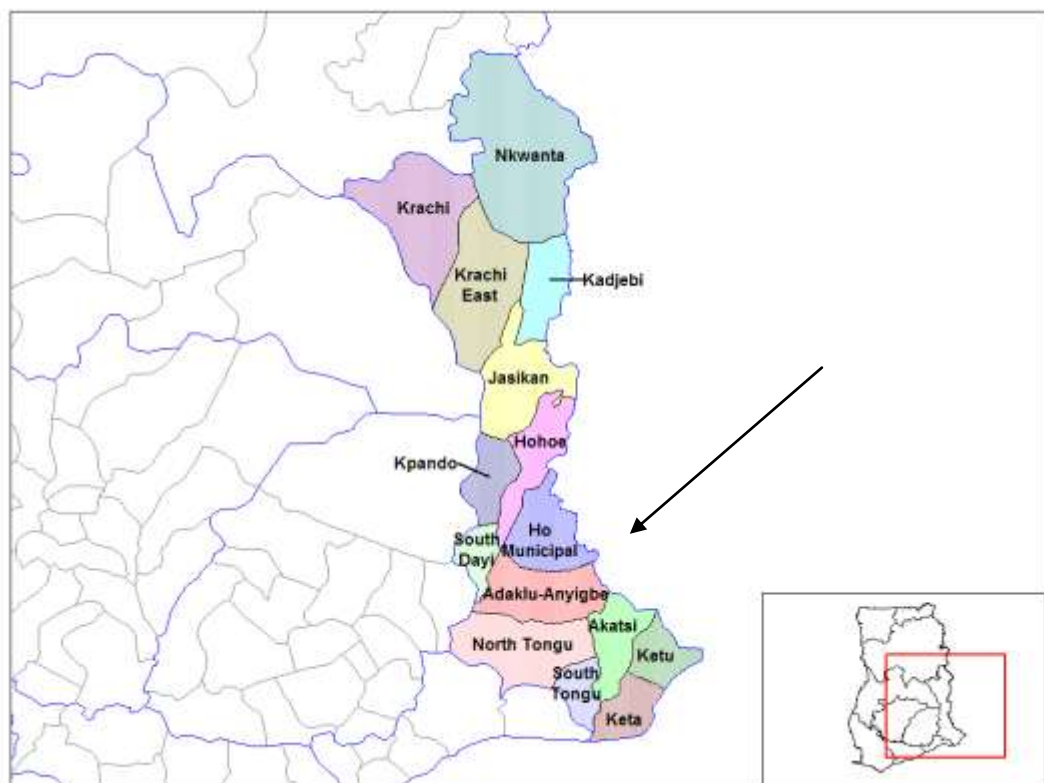 Nkwanta
Krachi
Krachi
East
Kadjebi
Jasikan
Hohoe
Kpando
Ho
Municipal
South
Dayi
Adaklu-Anyigbe
Akatsi
North Tongu
Ketu
South
Tongu
Keta